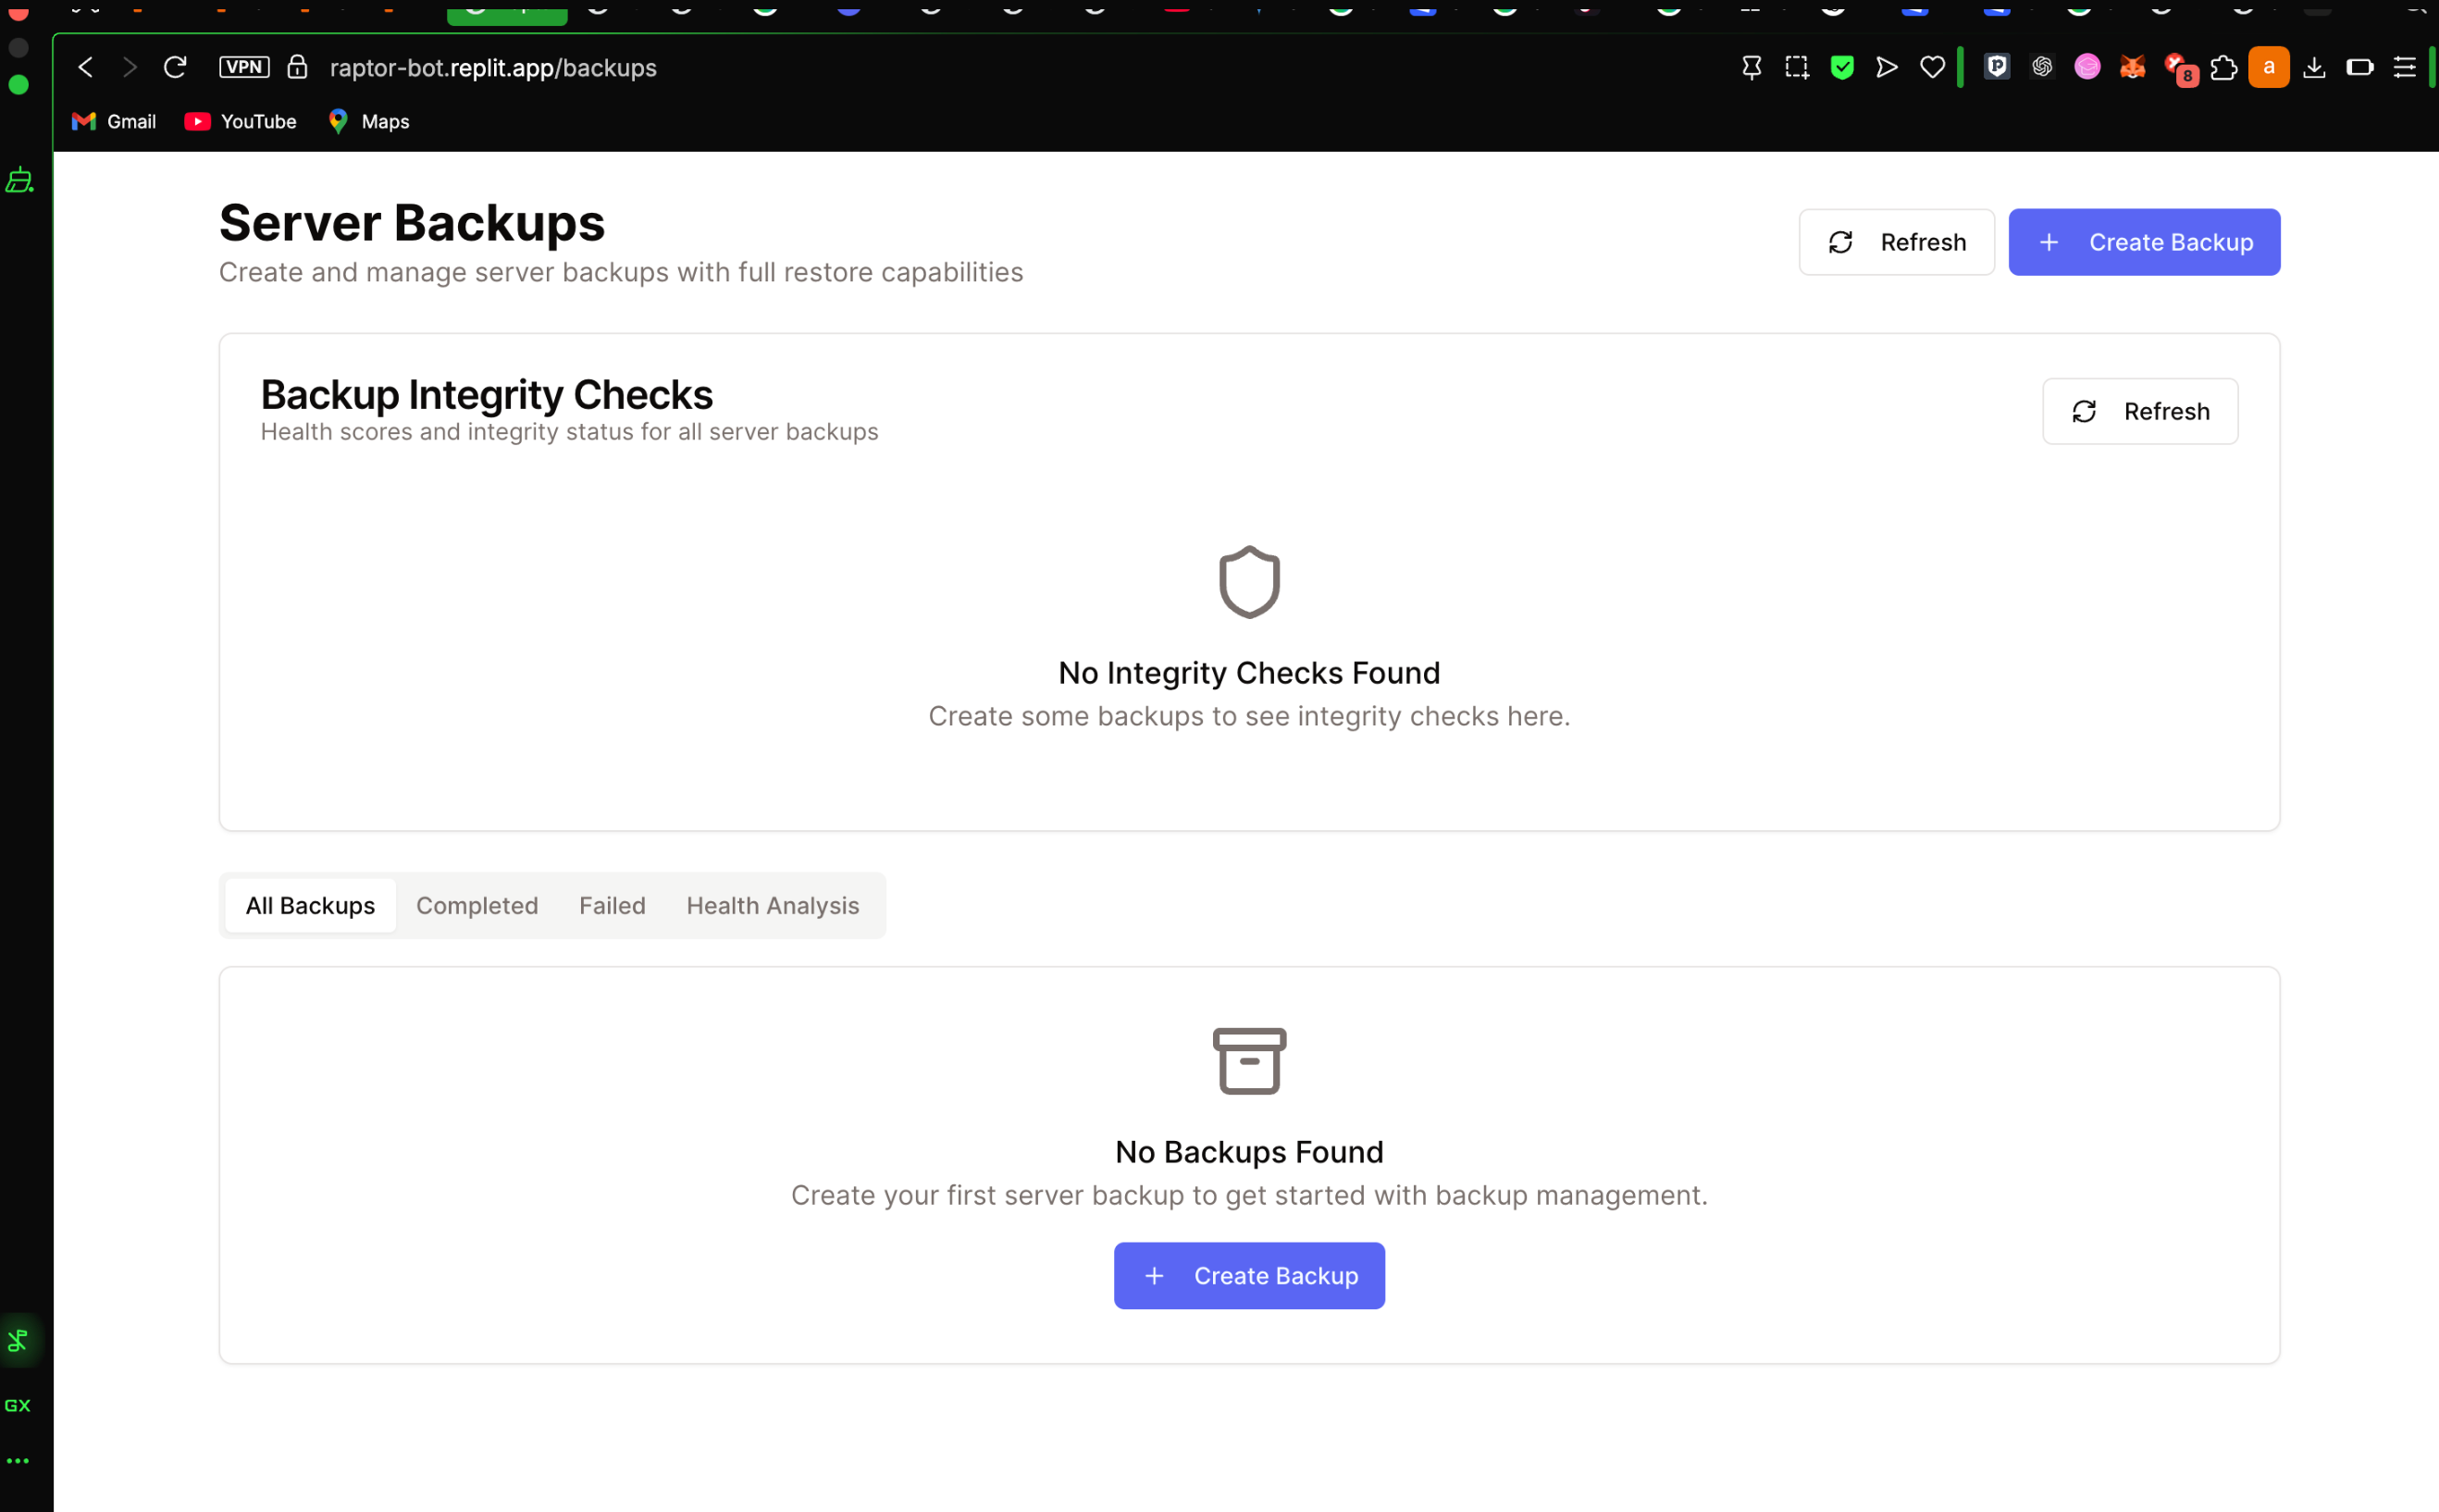 VPN
raptor-bot.replit.app/backups
8
a
Gmail
YouTube
Maps
Server Backups
Create and manage server backups with full restore capabilities
Refresh
Create Backup
Backup Integrity Checks
Health scores and integrity status for all server backups
Refresh
No Integrity Checks Found
Create some backups to see integrity checks here.
All Backups
Completed
Failed
Health Analysis
No Backups Found
Create your first server backup to get started with backup management.
Create Backup
GX